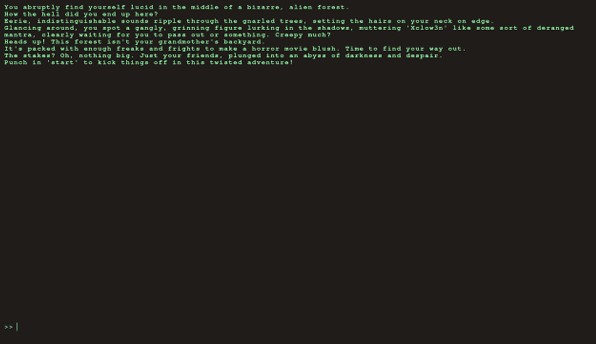 You abruptly find yourself lucid in the middle of a bizarre, alien forest.
How the hell did you end up here?
Eerie, indistinguishable sounds ripple through the gnarled trees, setting the hairs on your neck on edge.
Glancing around, you spot a gangly, grinning figure lurking in the shadows, muttering 'Xclow3n' like some sort of deranged
mantra, clearly waiting for you to pass out or something. Creepy much?
Heads up! This forest isn't your grandmother's backyard.
It's packed with enough freaks and frights to make a horror movie blush. Time to find your way out.
The stakes? Oh, nothing big. Just your friends, plunged into an abyss of darkness and despair.
Punch in 'start' to kick things off in this twisted adventure!
>>